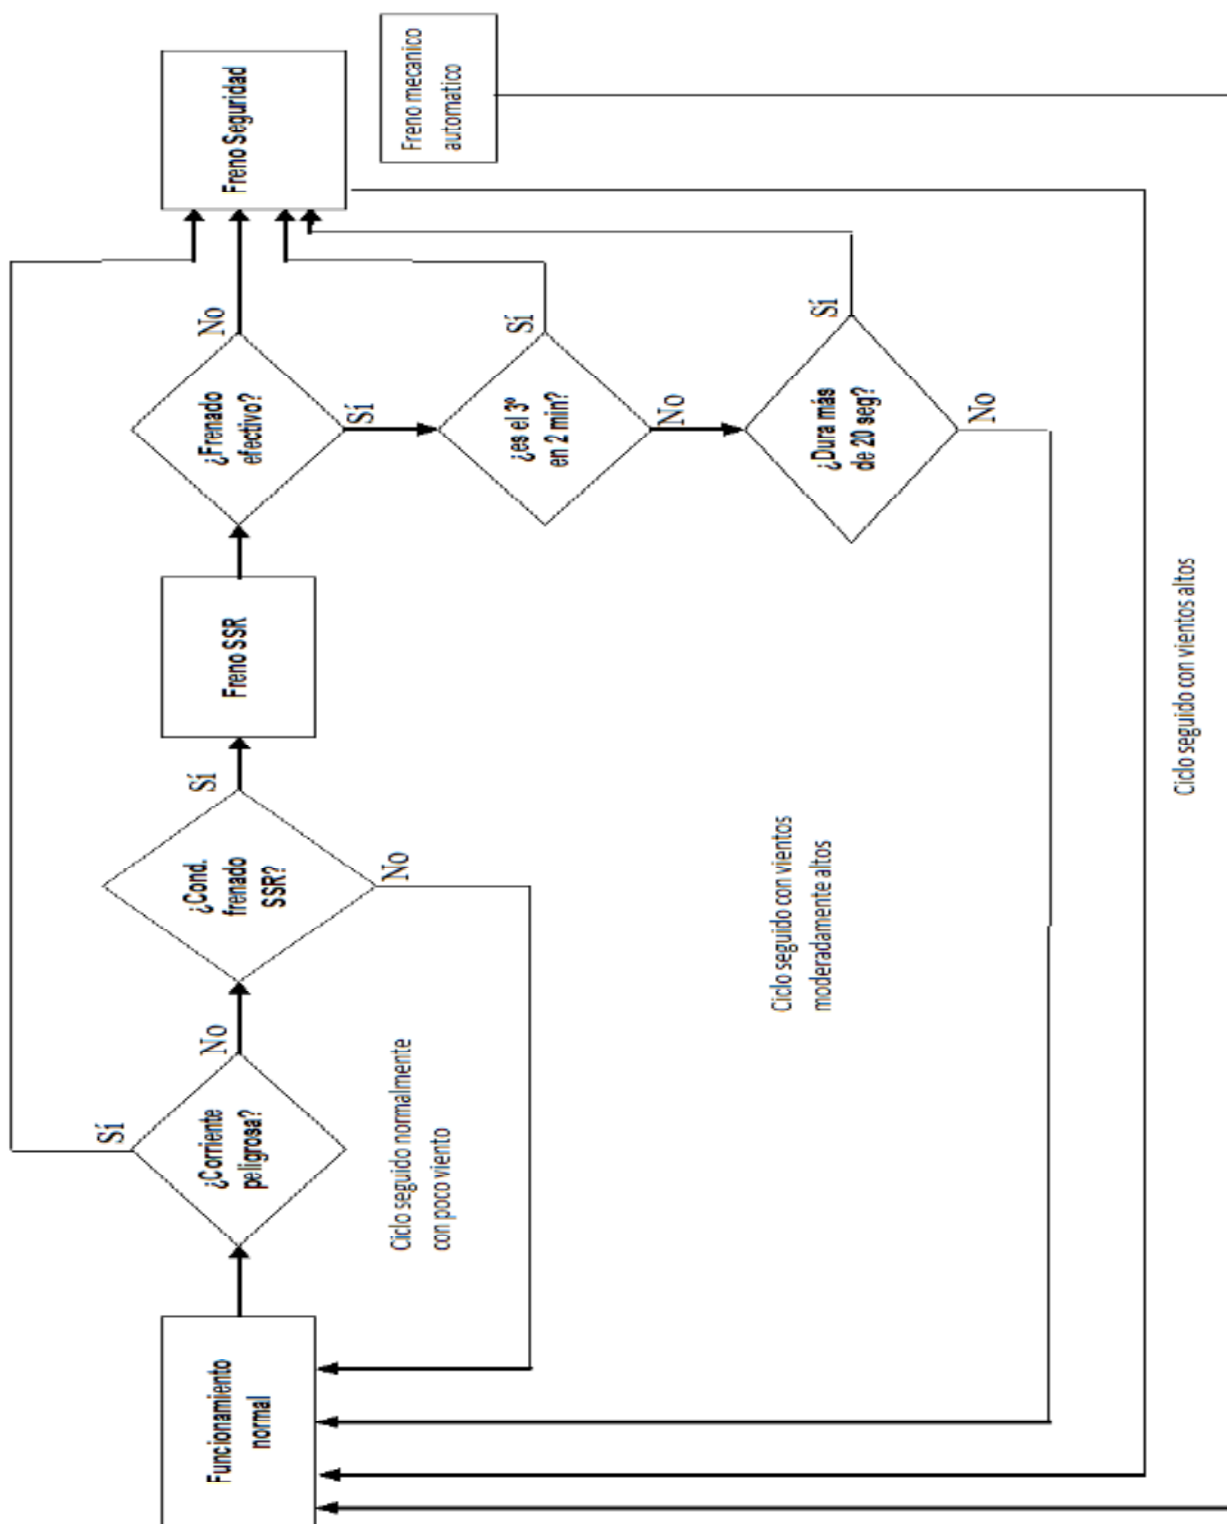 Funcionamiento
normal
¿Corriente
peligrosa?
Sí
No
¿Cond.
frenado
SSR?
Sí
No
Freno SSR
¿Frenado
efectivo?
No
Sí
¿es el 3º
en 2 min?
Sí
No
¿Dura más
de 20 seg?
Sí
No
Freno Seguridad
Freno mecanico
automatico
Ciclo seguido normalmente
con poco viento
Ciclo seguido con vientos
moderadamente altos
Ciclo seguido con vientos altos